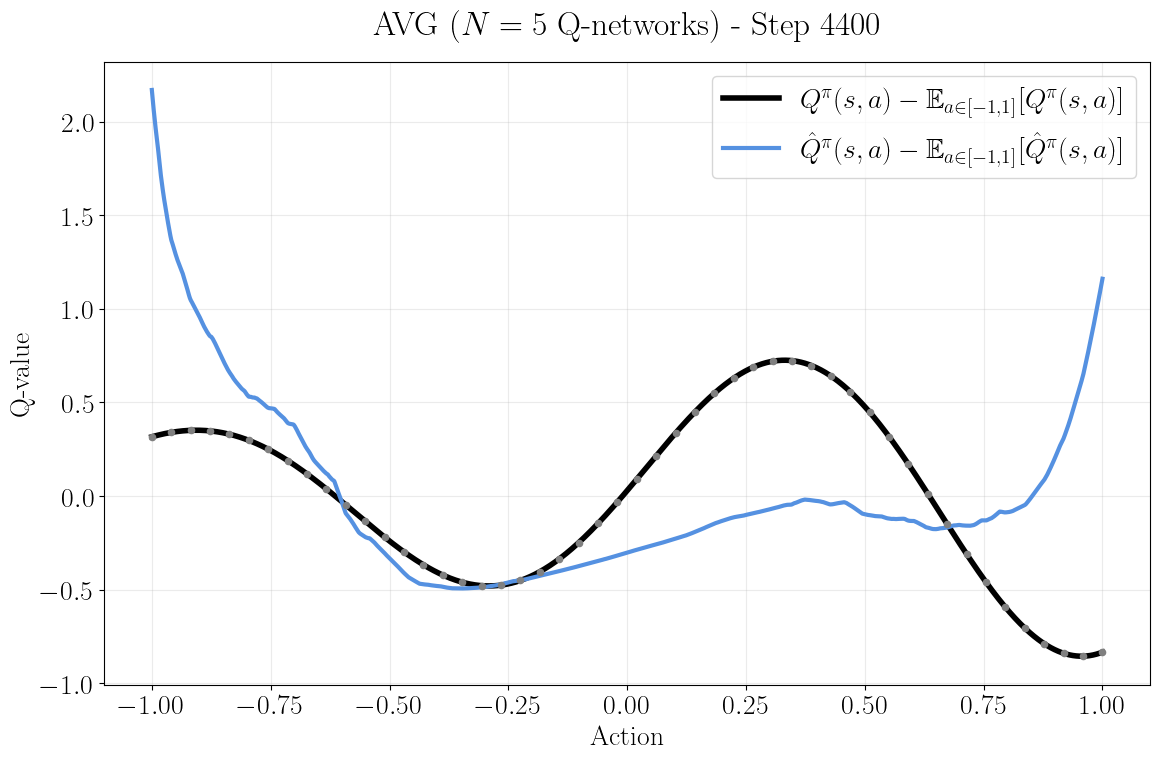 AVG (N = 5 Q-networks) - Step 4400
Q^π(s, a) − 𝔼_{a∈[−1,1]}[Q^π(s, a)]
Q̂^π(s, a) − 𝔼_{a∈[−1,1]}[Q̂^π(s, a)]
Q-value
2.0
1.5
1.0
0.5
0.0
−0.5
−1.0
−1.00 −0.75 −0.50 −0.25 0.00 0.25 0.50 0.75 1.00
Action